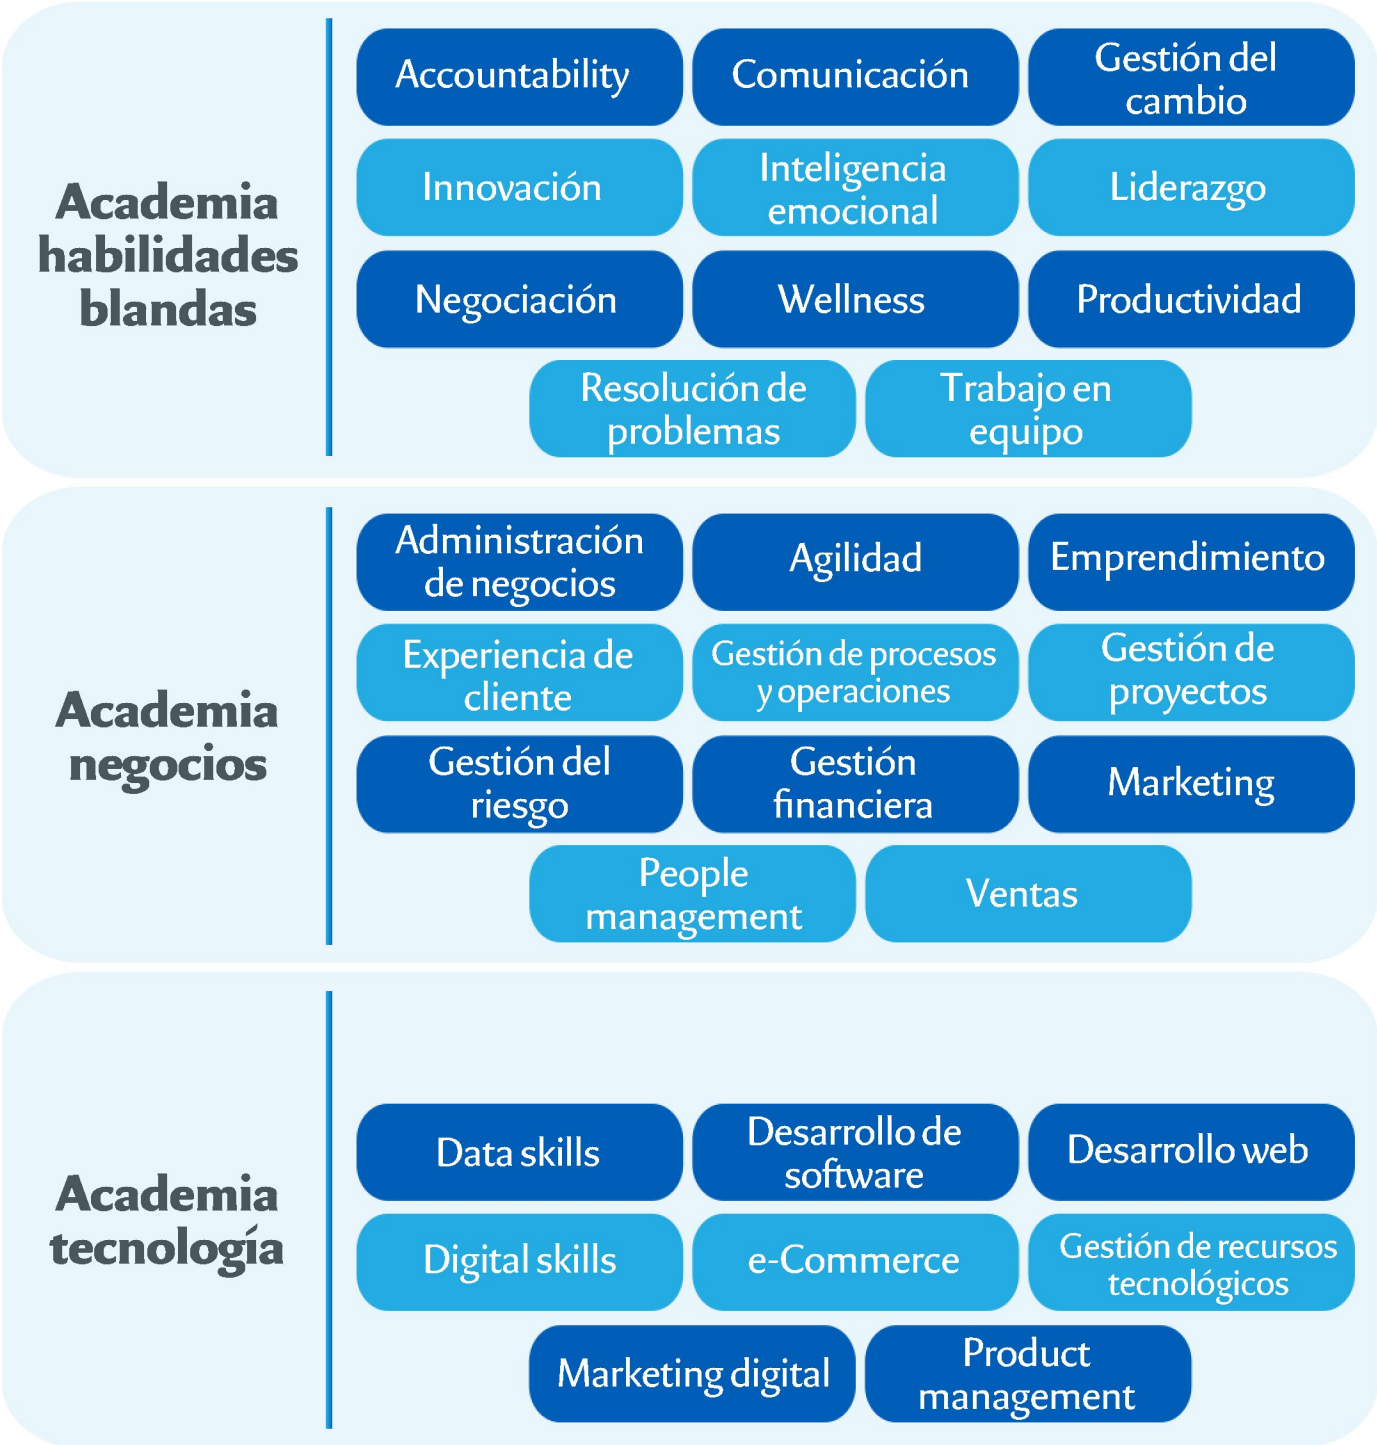 Academia
habilidades
blandas
Accountability
Comunicación
Gestión del
cambio
Innovación
Inteligencia
emocional
Liderazgo
Negociación
Wellness
Productividad
Resolución de
problemas
Trabajo en
equipo
Academia
negocios
Administración
de negocios
Agilidad
Emprendimiento
Experiencia de
cliente
Gestión de procesos
y operaciones
Gestión de
proyectos
Gestión del
riesgo
Gestión
financiera
Marketing
People
management
Ventas
Academia
tecnología
Data skills
Desarrollo de
software
Desarrollo web
Digital skills
e-Commerce
Gestión de recursos
tecnológicos
Marketing digital
Product
management